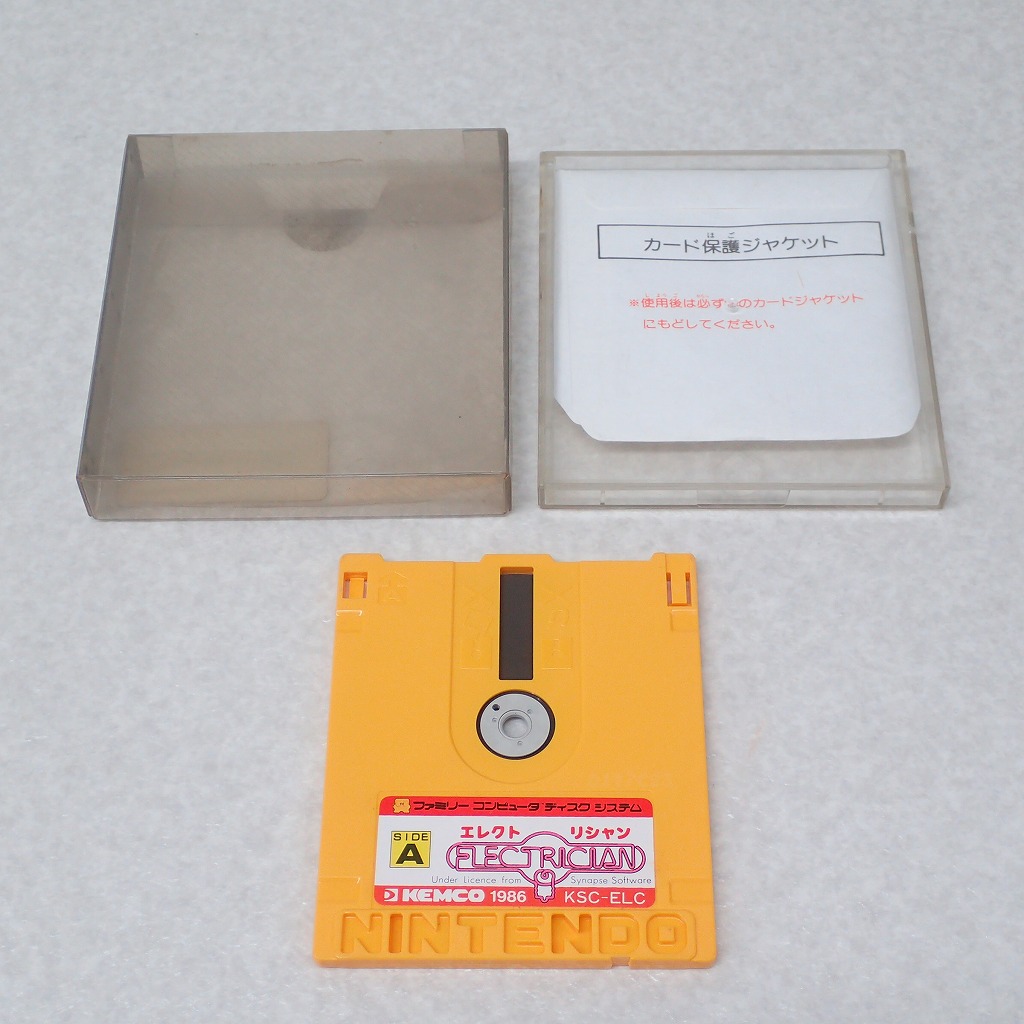 カード保護ジャケット
※使用後は必ずこのカードジャケット
にもどしてください。
ファミリー コンピュータ ディスク システム
SIDE
A
エレクト リシャン
ELECTRICIAN
Under Licence from Synapse Software
KEMCO 1986 KSC-ELC
NINTENDO